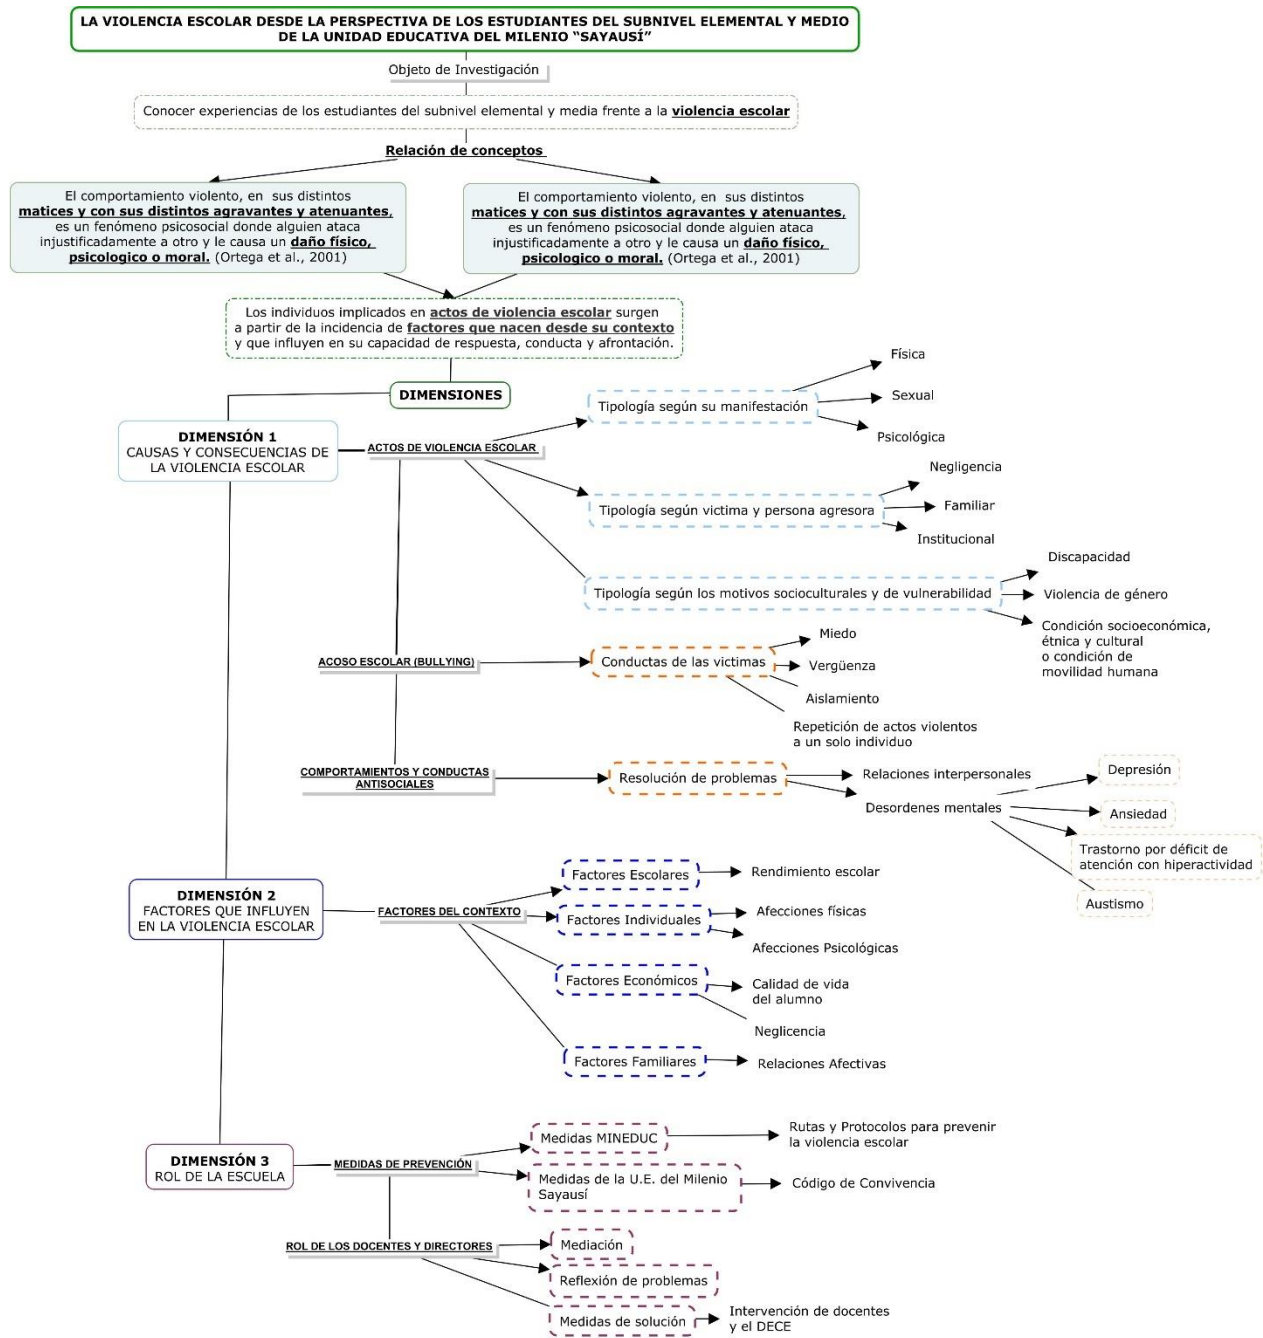 LA VIOLENCIA ESCOLAR DESDE LA PERSPECTIVA DE LOS ESTUDIANTES DEL SUBNIVEL ELEMENTAL Y MEDIO
DE LA UNIDAD EDUCATIVA DEL MILENIO “SAYAUSÍ”
Objeto de Investigación
Conocer experiencias de los estudiantes del subnivel elemental y media frente a la violencia escolar
Relación de conceptos
El comportamiento violento, en sus distintos
matices y con sus distintos agravantes y atenuantes,
es un fenómeno psicosocial donde alguien ataca
injustificadamente a otro y le causa un daño físico,
psicologico o moral. (Ortega et al., 2001)
El comportamiento violento, en sus distintos
matices y con sus distintos agravantes y atenuantes,
es un fenómeno psicosocial donde alguien ataca
injustificadamente a otro y le causa un daño físico,
psicologico o moral. (Ortega et al., 2001)
Los individuos implicados en actos de violencia escolar surgen
a partir de la incidencia de factores que nacen desde su contexto
y que influyen en su capacidad de respuesta, conducta y afrontación.
DIMENSIONES
DIMENSIÓN 1
CAUSAS Y CONSECUENCIAS DE
LA VIOLENCIA ESCOLAR
ACTOS DE VIOLENCIA ESCOLAR
Tipología según su manifestación
Física
Sexual
Psicológica
Tipología según victima y persona agresora
Negligencia
Familiar
Institucional
Tipología según los motivos socioculturales y de vulnerabilidad
Discapacidad
Violencia de género
Condición socioeconómica,
étnica y cultural
o condición de
movilidad humana
ACOSO ESCOLAR (BULLYING)
Conductas de las victimas
Miedo
Vergüenza
Aislamiento
Repetición de actos violentos
a un solo individuo
COMPORTAMIENTOS Y CONDUCTAS
ANTISOCIALES
Resolución de problemas
Relaciones interpersonales
Desordenes mentales
Depresión
Ansiedad
Trastorno por déficit de
atención con hiperactividad
Austismo
DIMENSIÓN 2
FACTORES QUE INFLUYEN
EN LA VIOLENCIA ESCOLAR
FACTORES DEL CONTEXTO
Factores Escolares
Rendimiento escolar
Factores Individuales
Afecciones físicas
Afecciones Psicológicas
Factores Económicos
Calidad de vida
del alumno
Neglicencia
Factores Familiares
Relaciones Afectivas
DIMENSIÓN 3
ROL DE LA ESCUELA
MEDIDAS DE PREVENCIÓN
Medidas MINEDUC
Rutas y Protocolos para prevenir
la violencia escolar
Medidas de la U.E. del Milenio
Sayausí
Código de Convivencia
ROL DE LOS DOCENTES Y DIRECTORES
Mediación
Reflexión de problemas
Medidas de solución
Intervención de docentes
y el DECE